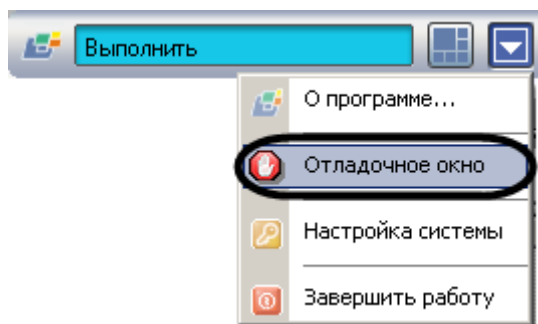 Выполнить
О программе...
Отладочное окно
Настройка системы
Завершить работу